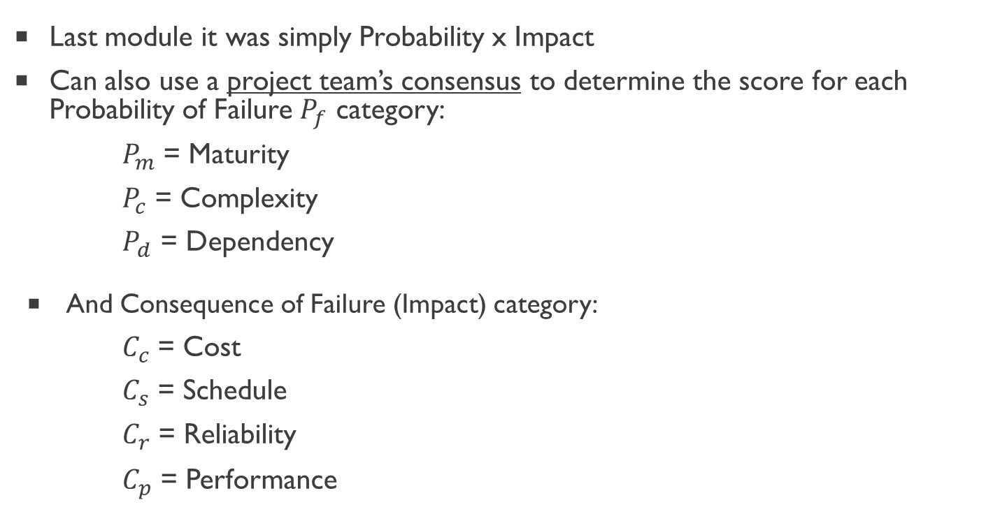 ▪ Last module it was simply Probability x Impact
▪ Can also use a project team’s consensus to determine the score for each
Probability of Failure P_f category:
P_m = Maturity
P_c = Complexity
P_d = Dependency
▪ And Consequence of Failure (Impact) category:
C_c = Cost
C_s = Schedule
C_r = Reliability
C_p = Performance